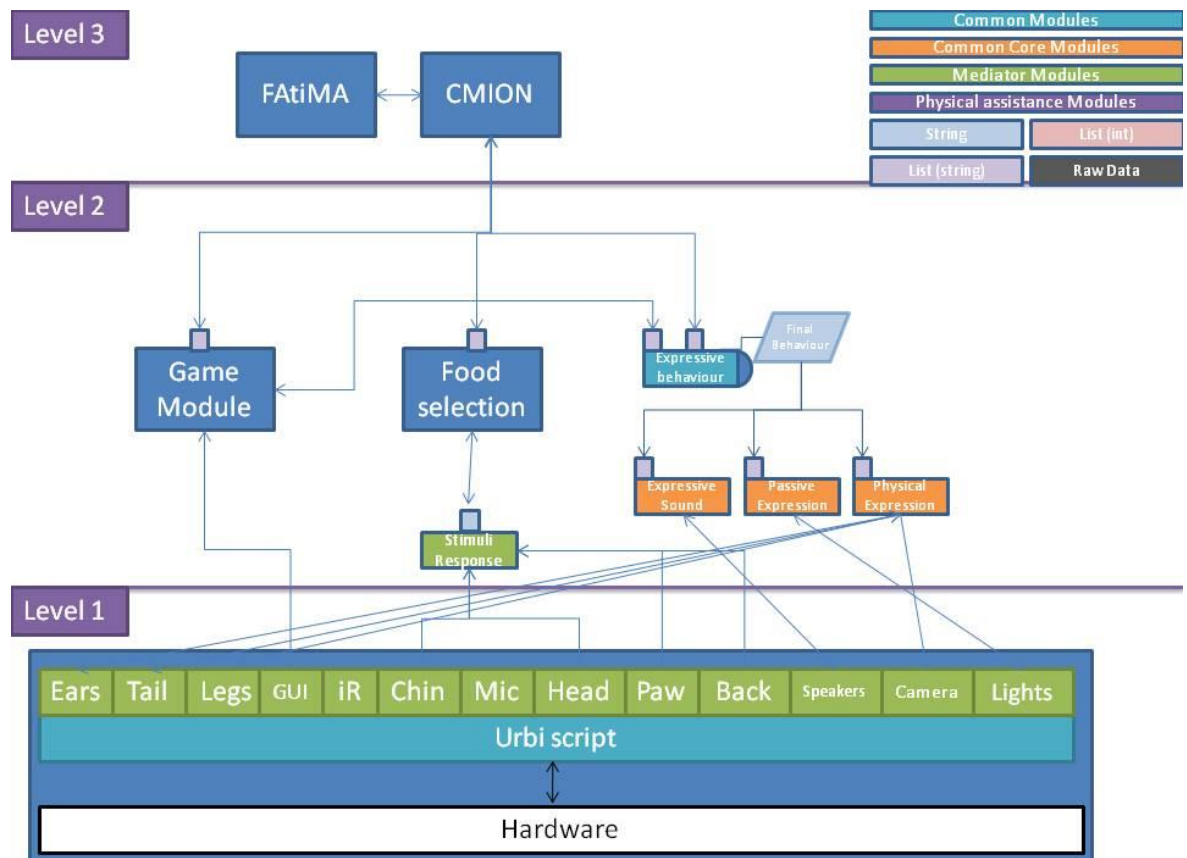 Level 3
FAtiMA
CMION
Common Modules
Common Core Modules
Mediator Modules
Physical assistance Modules
String
List (int)
List (string)
Raw Data
Level 2
Game
Module
Food
selection
Expressive
behaviour
Final
Behaviour
Expressive
Sound
Passive
Expression
Physical
Expression
Stimuli
Response
Level 1
Ears
Tail
Legs
GUI
iR
Chin
Mic
Head
Paw
Back
Speakers
Camera
Lights
Urbi script
Hardware